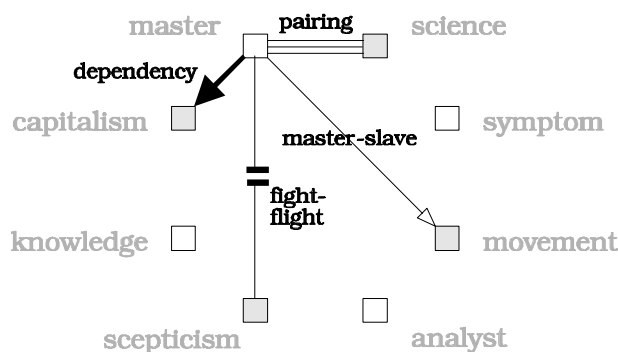 pairing
master
science
dependency
capitalism
symptom
master-slave
fight-
flight
knowledge
movement
scepticism
analyst